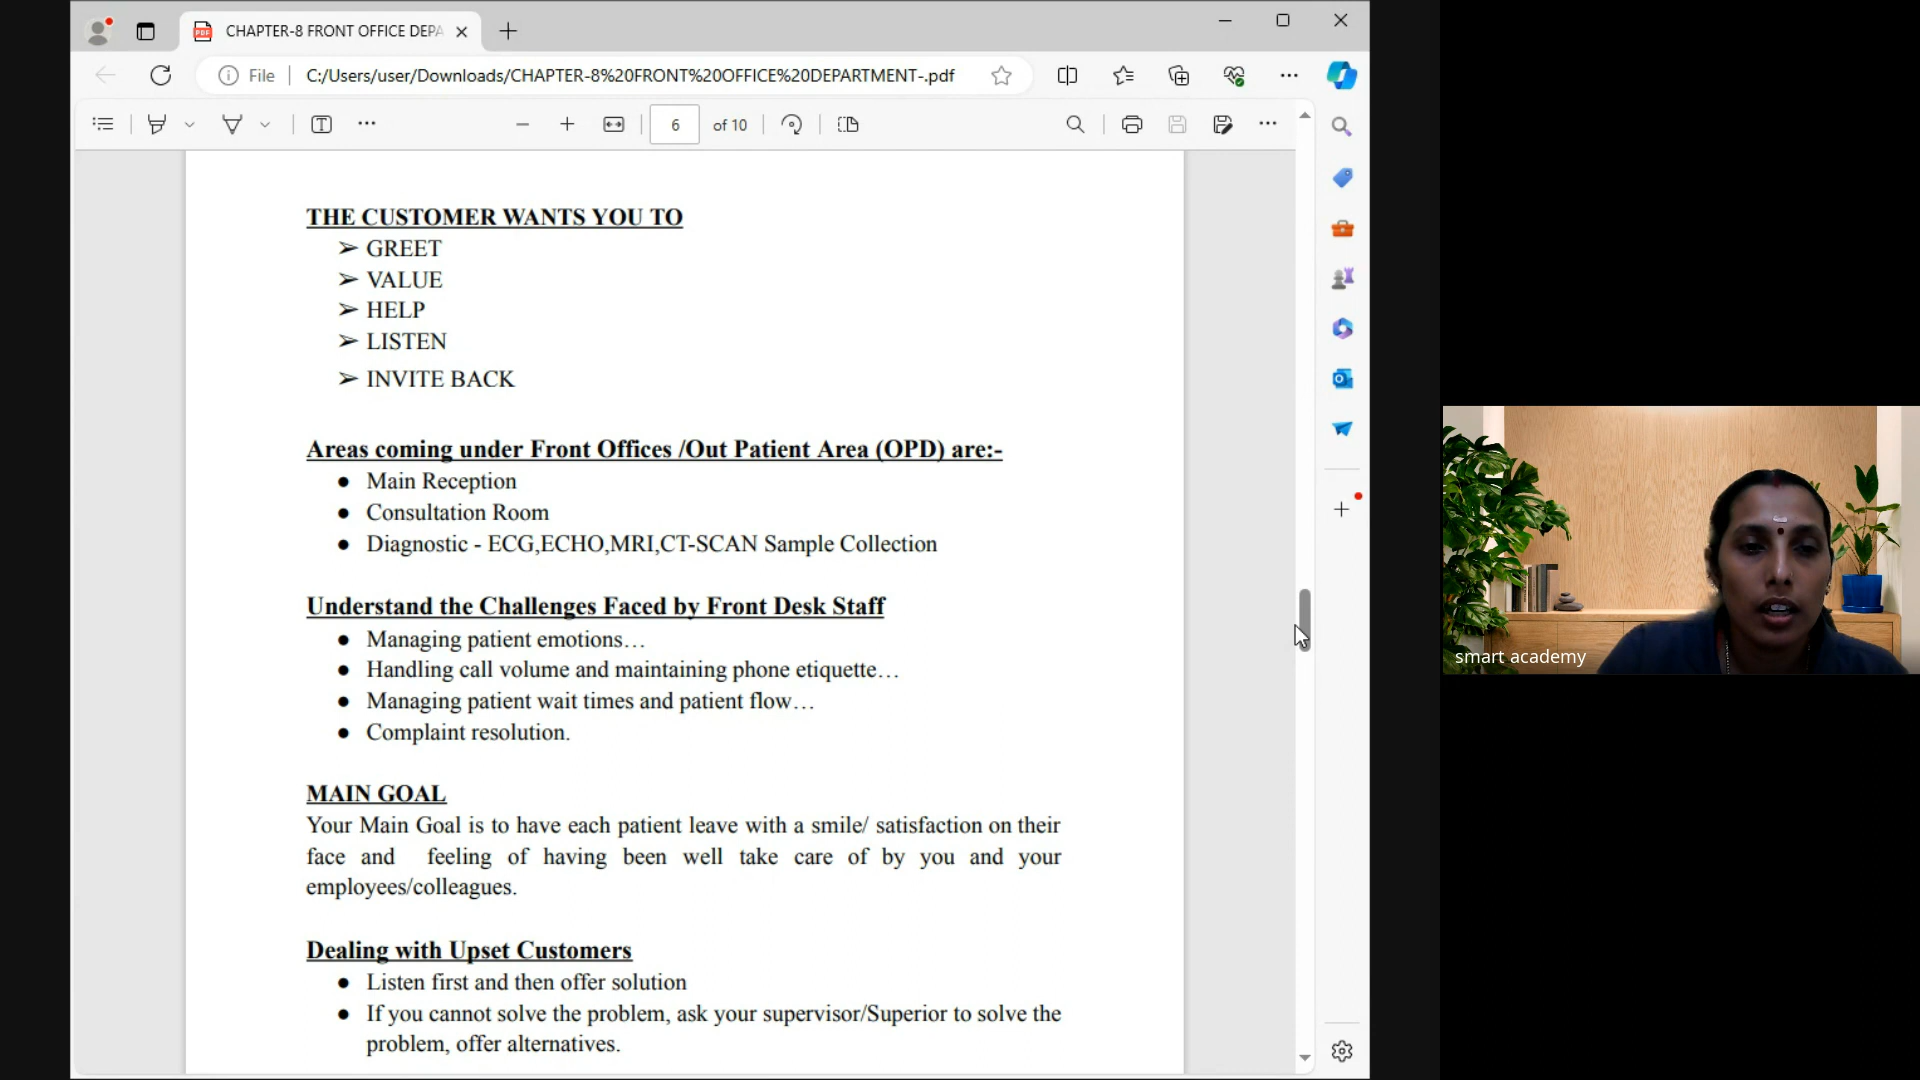 CHAPTER-8 FRONT OFFICE DEPA
File
C:/Users/user/Downloads/CHAPTER-8%20FRONT%20OFFICE%20DEPARTMENT-.pdf
6 of 10
THE CUSTOMER WANTS YOU TO
➢ GREET
➢ VALUE
➢ HELP
➢ LISTEN
➢ INVITE BACK
Areas coming under Front Offices /Out Patient Area (OPD) are:-
● Main Reception
● Consultation Room
● Diagnostic - ECG,ECHO,MRI,CT-SCAN Sample Collection
Understand the Challenges Faced by Front Desk Staff
● Managing patient emotions…
● Handling call volume and maintaining phone etiquette…
● Managing patient wait times and patient flow…
● Complaint resolution.
MAIN GOAL
Your Main Goal is to have each patient leave with a smile/ satisfaction on their
face and feeling of having been well take care of by you and your
employees/colleagues.
Dealing with Upset Customers
● Listen first and then offer solution
● If you cannot solve the problem, ask your supervisor/Superior to solve the
problem, offer alternatives.
smart academy